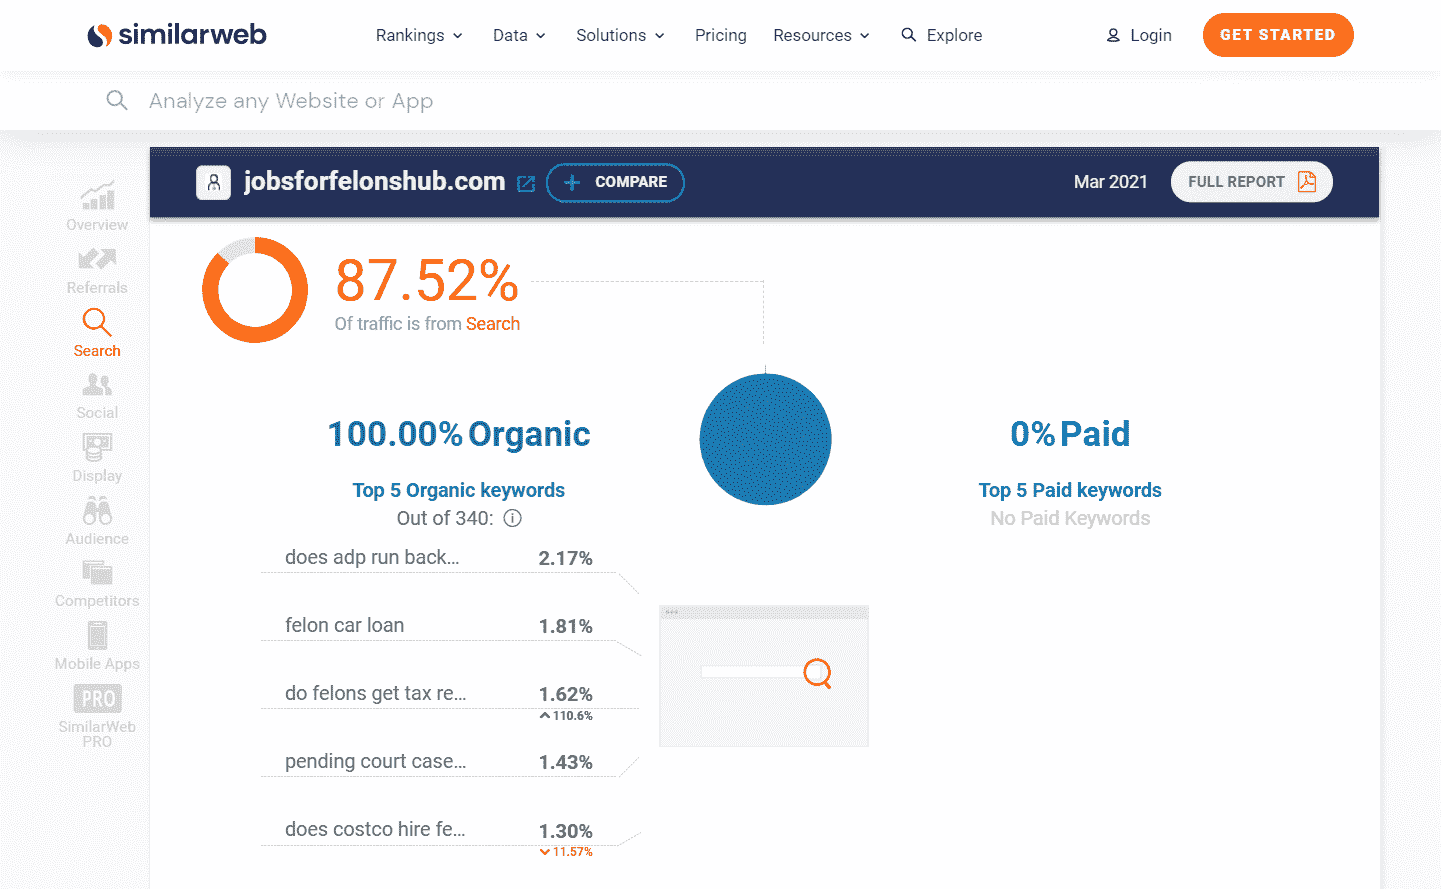 similarweb
Rankings Data Solutions Pricing Resources Explore Login GET STARTED
Analyze any Website or App
jobsforfelonshub.com COMPARE Mar 2021 FULL REPORT
Overview
Referrals
Search
Social
Display
Audience
Competitors
Mobile Apps
PRO
SimilarWeb
PRO
87.52%
Of traffic is from Search
100.00% Organic
Top 5 Organic keywords
Out of 340:
does adp run back... 2.17%
felon car loan 1.81%
do felons get tax re... 1.62%
110.6%
pending court case... 1.43%
does costco hire fe... 1.30%
11.57%
0% Paid
Top 5 Paid keywords
No Paid Keywords